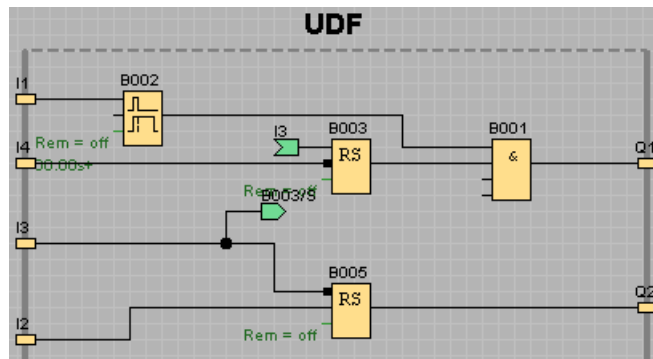 UDF
I1
B002
Rem = off
00.00s+
I4
I3
B003
RS
Rem = off
B001
&
Q1
B003/S
I3
B005
RS
Rem = off
Q2
I2